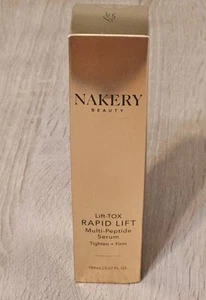 NAKERY
BEAUTY
Lift-TOX
RAPID LIFT
Multi-Peptide
Serum
Tighten + Firm